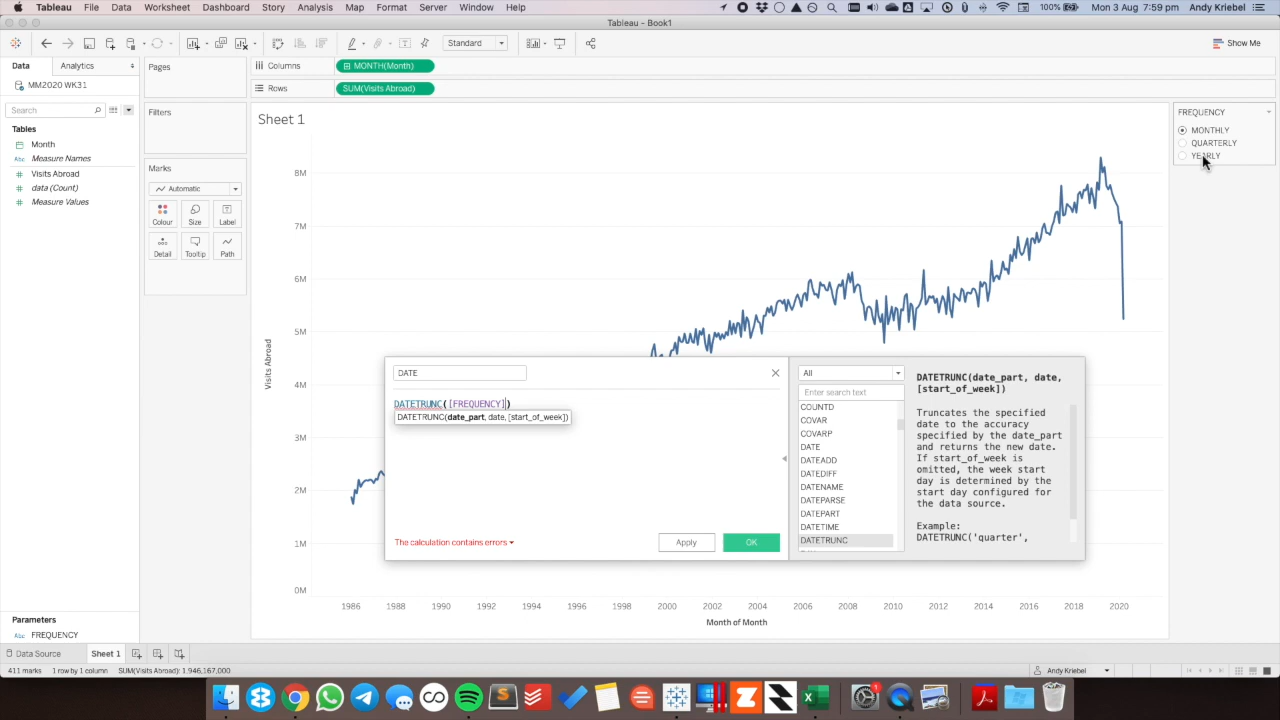 Tableau File Data Worksheet Dashboard Story Analysis Map Format Server Window Help
100% Mon 3 Aug 7:59 pm Andy Kriebel
Tableau - Book1
Standard
Show Me
Data Analytics
MM2020 WK31
Search
Tables
Month
Abc Measure Names
Visits Abroad
data (Count)
Measure Values
Parameters
Abc FREQUENCY
Pages
Filters
Marks
Automatic
Colour Size Label
Detail Tooltip Path
Columns MONTH(Month)
Rows SUM(Visits Abroad)
Sheet 1
8M
7M
6M
5M
4M
3M
2M
1M
0M
Visits Abroad
1986 1988 1990 1992 1994 1996 1998 2000 2002 2004 2006 2008 2010 2012 2014 2016 2018 2020
Month of Month
FREQUENCY
MONTHLY
QUARTERLY
YEARLY
DATE
DATETRUNC([FREQUENCY])
DATETRUNC(date_part, date, [start_of_week])
The calculation contains errors
Apply OK
All
Enter search text
COUNTD
COVAR
COVARP
DATE
DATEADD
DATEDIFF
DATENAME
DATEPARSE
DATEPART
DATETIME
DATETRUNC
DATETRUNC(date_part, date,
[start_of_week])
Truncates the specified
date to the accuracy
specified by the date_part
and returns the new date.
If start_of_week is
omitted, the week start
day is determined by the
start day configured for
the data source.
Example:
DATETRUNC('quarter',
Data Source Sheet 1
411 marks 1 row by 1 column SUM(Visits Abroad): 1,946,167,000
Andy Kriebel